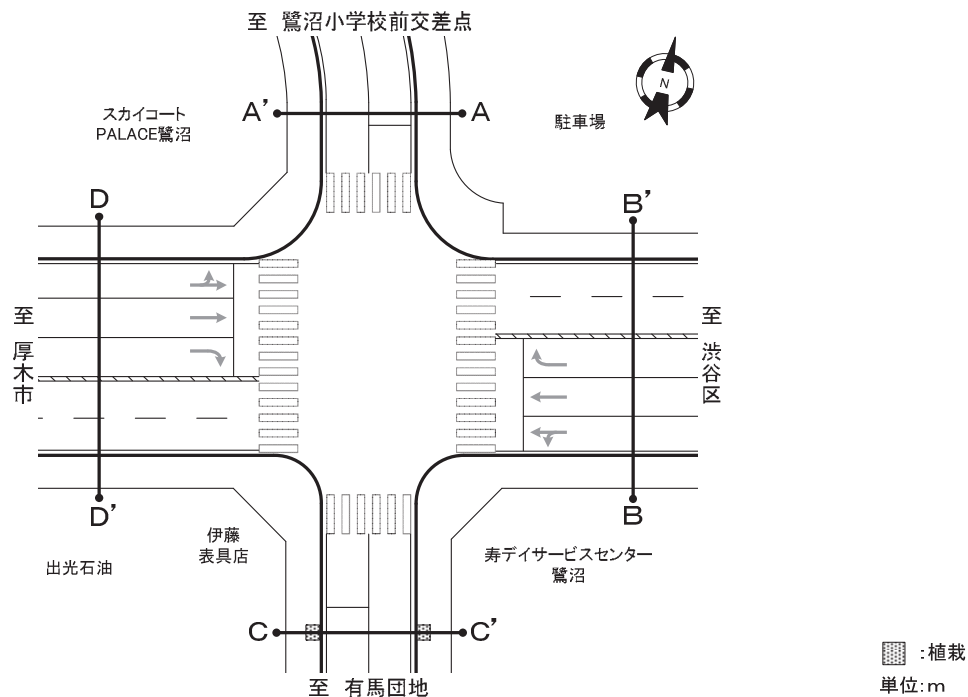 至 鷺沼小学校前交差点
A'
A
スカイコート
PALACE鷺沼
駐車場
N
D
B'
至 厚木市
至 渋谷区
D'
B
伊藤
表具店
出光石油
寿デイサービスセンター
鷺沼
C
C'
至 有馬団地
:植栽
単位:m